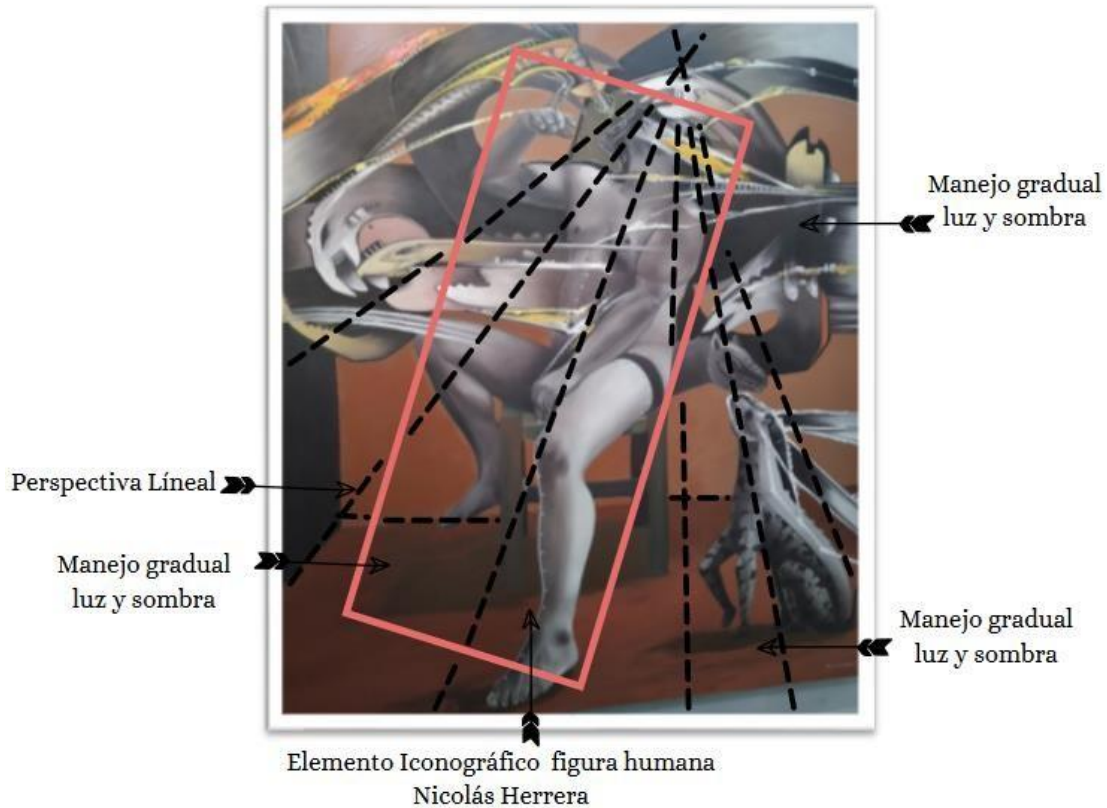 Manejo gradual
luz y sombra
Perspectiva Líneal
Manejo gradual
luz y sombra
Manejo gradual
luz y sombra
Elemento Iconográfico figura humana
Nicolás Herrera